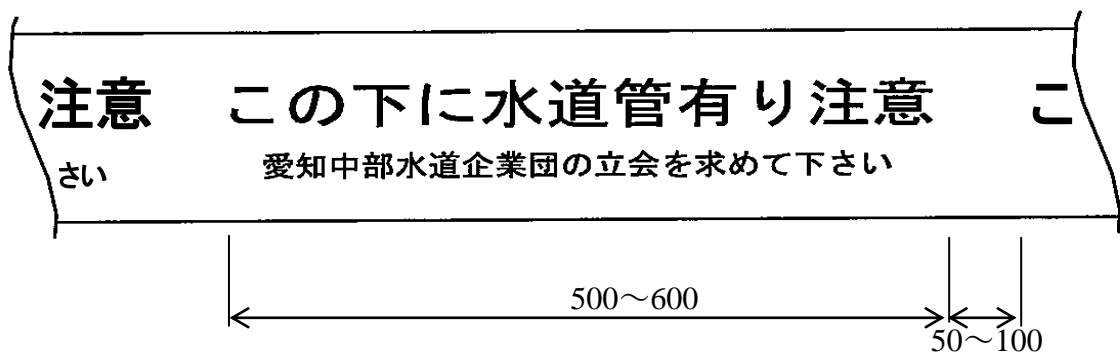 注意 この下に水道管有り注意 こ
さい 愛知中部水道企業団の立会を求めて下さい
500～600
50～100